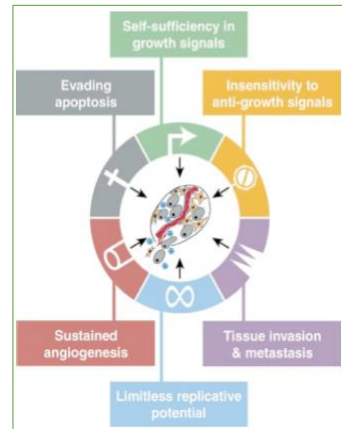 Self-sufficiency in
growth signals
Evading
apoptosis
Insensitivity to
anti-growth signals
Sustained
angiogenesis
Tissue invasion
& metastasis
Limitless replicative
potential